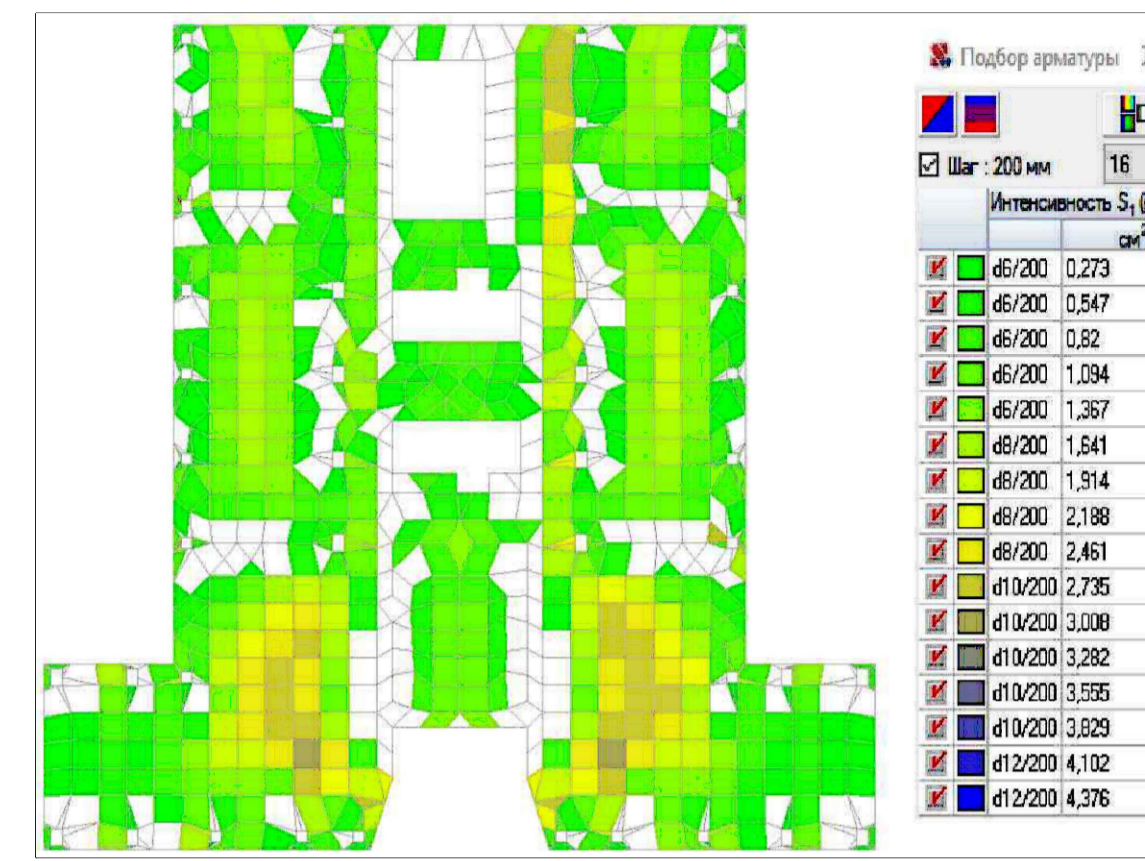 Подбор арматуры
Шаг : 200 мм 16
Интенсивность S1
см2
d6/200 0,273
d6/200 0,547
d6/200 0,82
d6/200 1,094
d6/200 1,367
d8/200 1,641
d8/200 1,914
d8/200 2,188
d8/200 2,461
d10/200 2,735
d10/200 3,008
d10/200 3,282
d10/200 3,555
d10/200 3,829
d12/200 4,102
d12/200 4,376